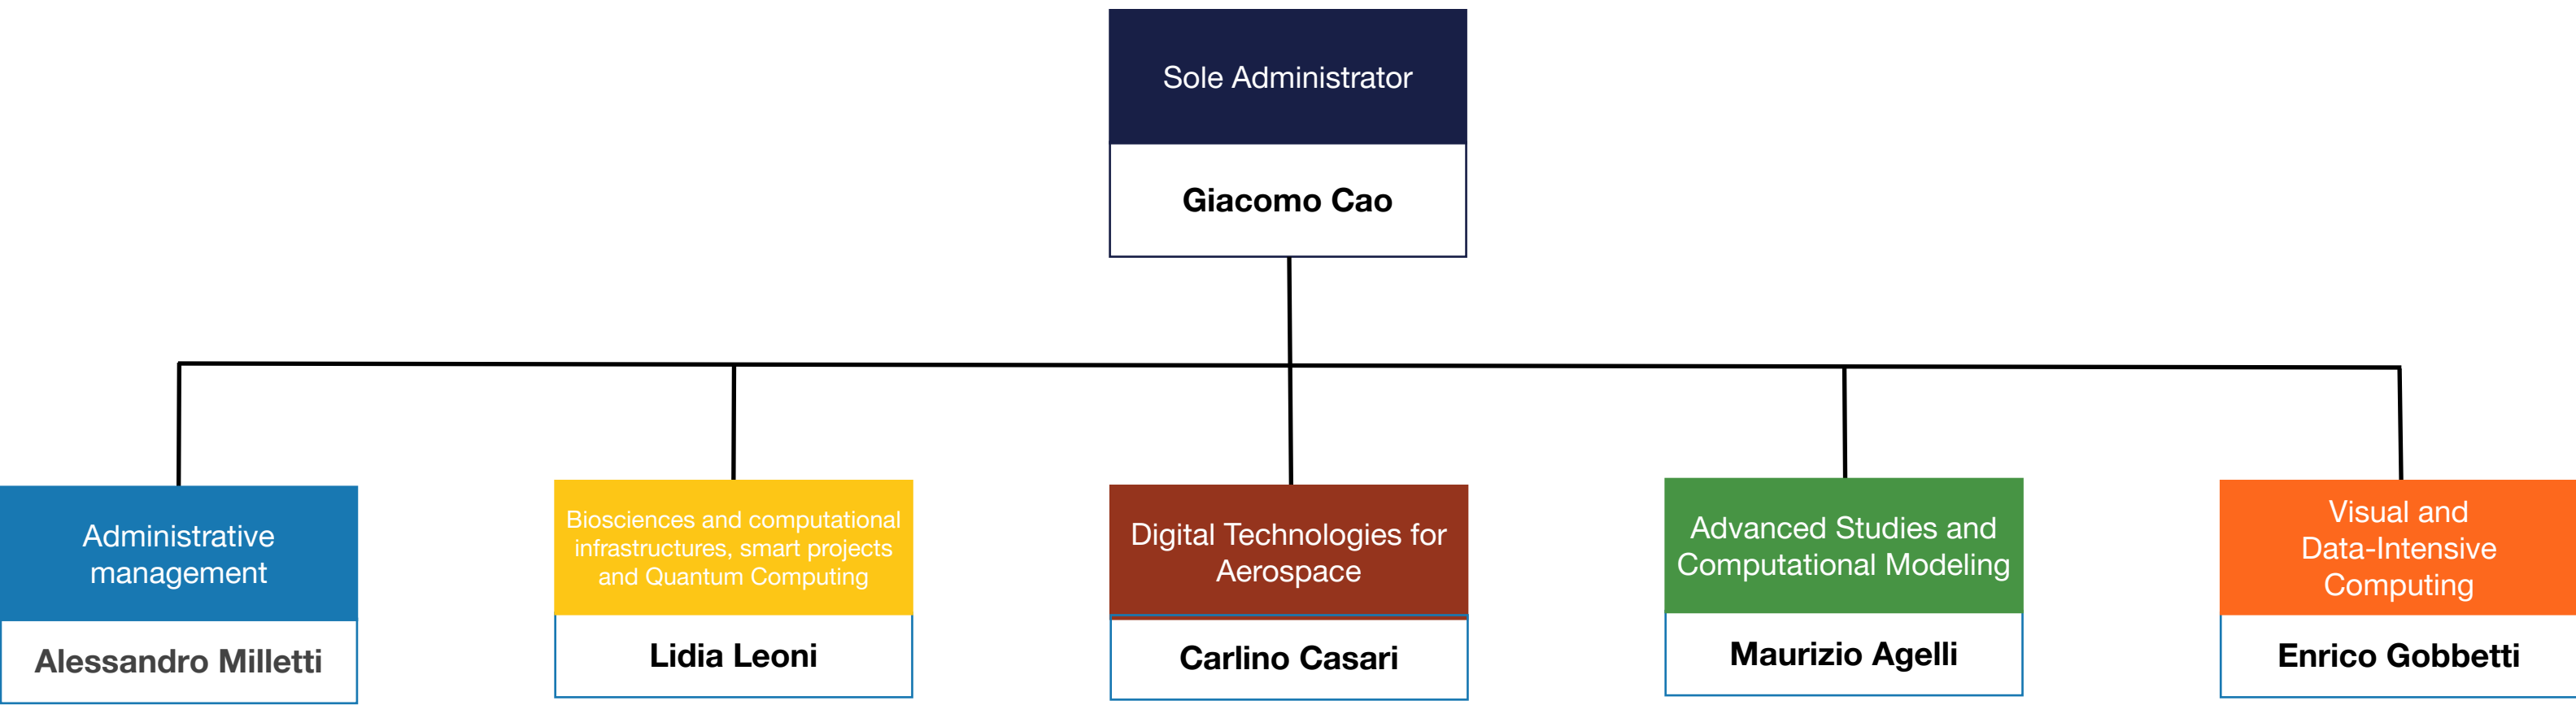 Sole Administrator
Giacomo Cao
Administrative
management
Alessandro Milletti
Biosciences and computational
infrastructures, smart projects
and Quantum Computing
Lidia Leoni
Digital Technologies for
Aerospace
Carlino Casari
Advanced Studies and
Computational Modeling
Maurizio Agelli
Visual and
Data-Intensive
Computing
Enrico Gobbetti